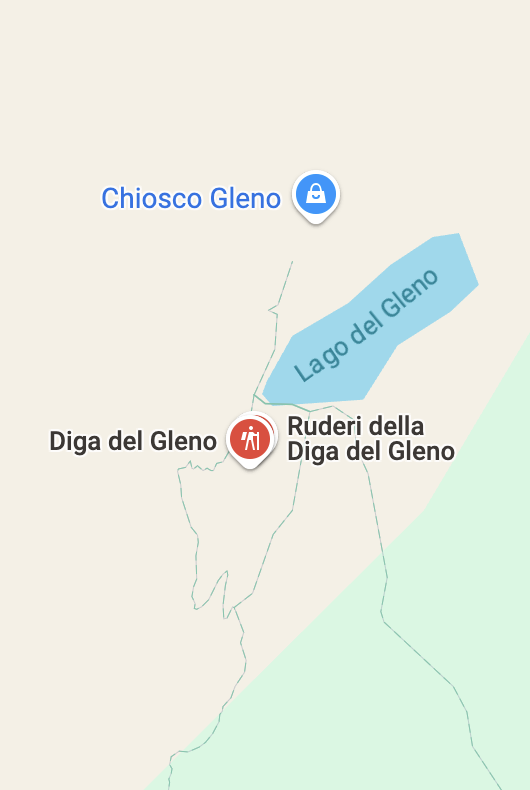 Chiosco Gleno
Lago del Gleno
Diga del Gleno
Ruderi della
Diga del Gleno